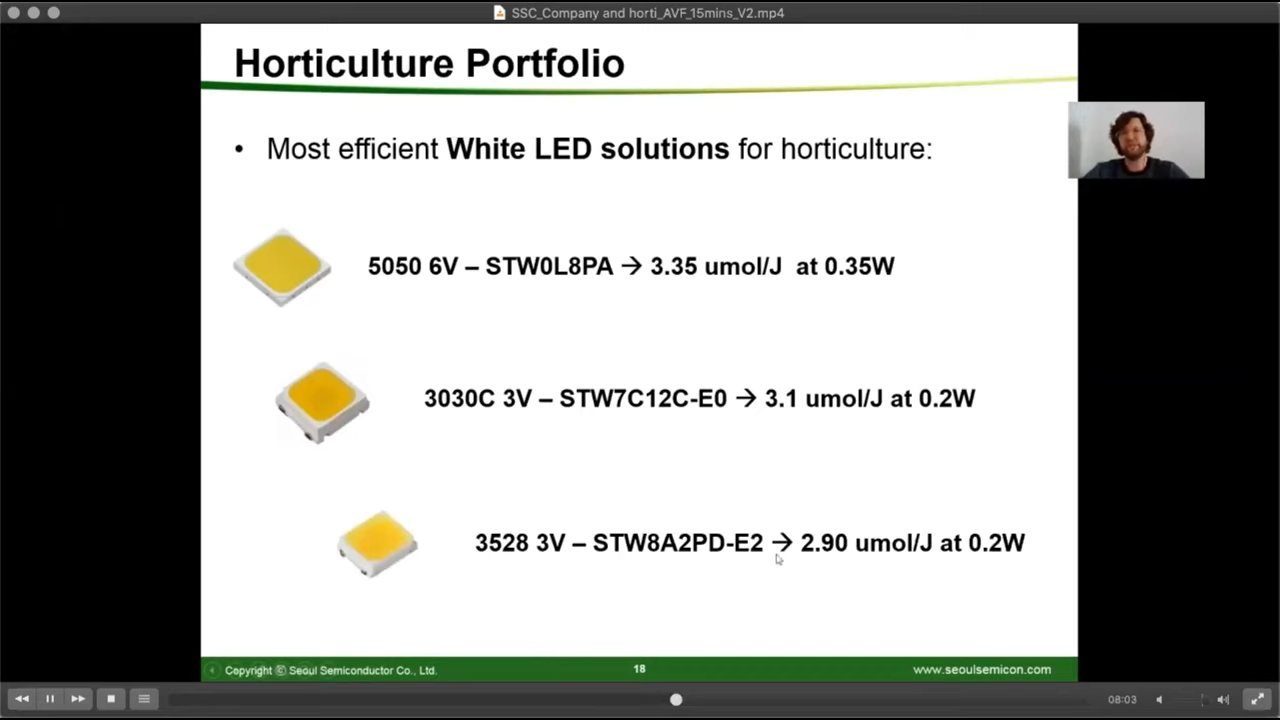 SSC_Company and horti_AVF_15mins_V2.mp4
Horticulture Portfolio
• Most efficient White LED solutions for horticulture:
5050 6V – STW0L8PA → 3.35 umol/J at 0.35W
3030C 3V – STW7C12C-E0 → 3.1 umol/J at 0.2W
3528 3V – STW8A2PD-E2 → 2.90 umol/J at 0.2W
Copyright © Seoul Semiconductor Co., Ltd.
18
www.seoulsemicon.com
08:03